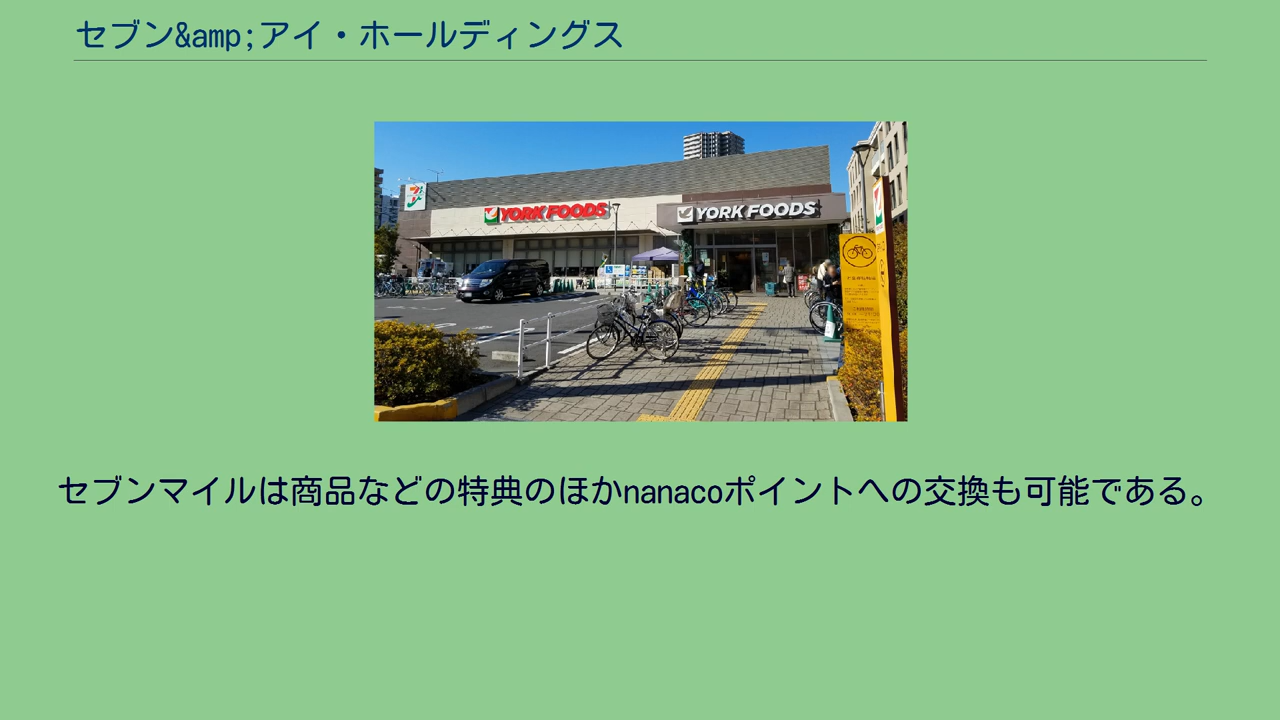 セブン&amp;アイ・ホールディングス
YORK FOODS
YORK FOODS
セブンマイルは商品などの特典のほかnanacoポイントへの交換も可能である。